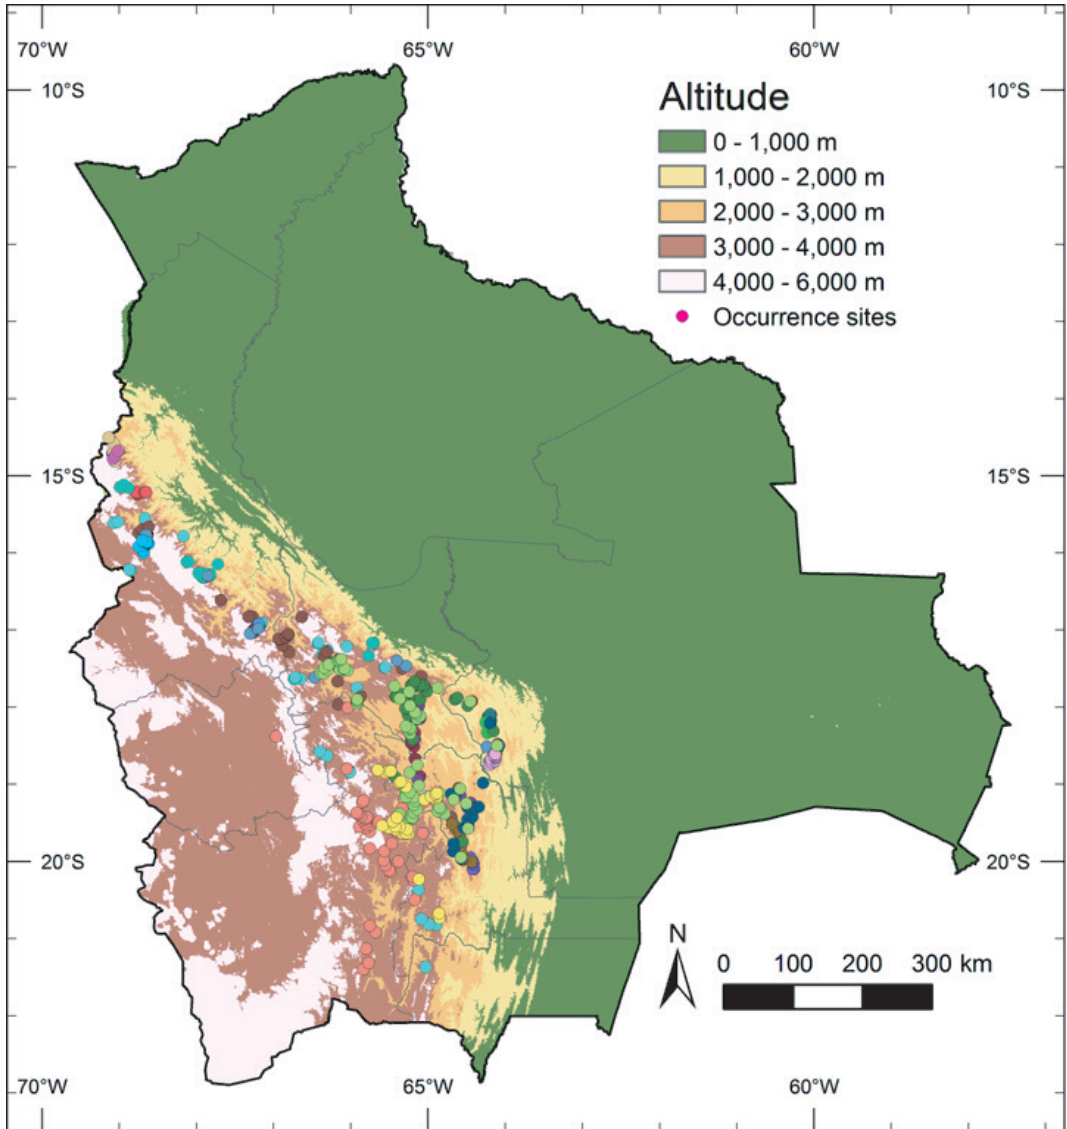 70°W 65°W 60°W
10°S 10°S
Altitude
0 - 1,000 m
1,000 - 2,000 m
2,000 - 3,000 m
3,000 - 4,000 m
4,000 - 6,000 m
Occurrence sites
15°S 15°S
20°S 20°S
N
0 100 200 300 km
70°W 65°W 60°W